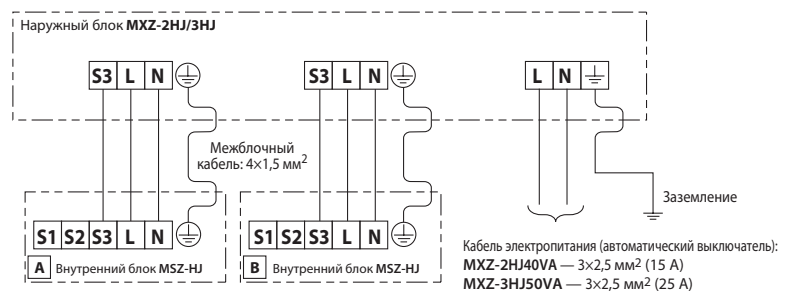 Наружный блок MXZ-2HJ/3HJ
S3 L N
S3 L N
L N
Межблочный
кабель: 4×1,5 мм²
Заземление
S1 S2 S3 L N
S1 S2 S3 L N
A Внутренний блок MSZ-HJ
B Внутренний блок MSZ-HJ
Кабель электропитания (автоматический выключатель):
MXZ-2HJ40VA — 3×2,5 мм² (15 А)
MXZ-3HJ50VA — 3×2,5 мм² (25 А)